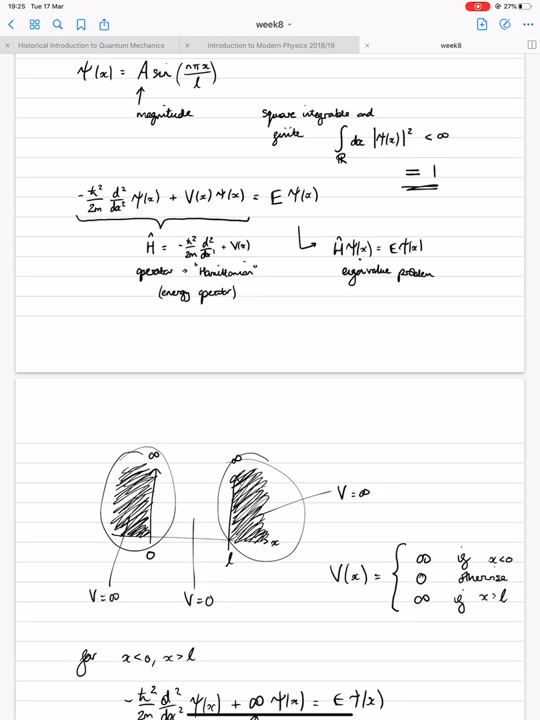 19:25 Tue 17 Mar
27%
week8
Historical Introduction to Quantum Mechanics
Introduction to Modern Physics 2018/19
week8
Ψ(x) = A sin(nπx/l)
magnitude
square integrable and
finite
∫_ℝ dx |Ψ(x)|² < ∞
= 1
-ℏ²/2m d²/dx² Ψ(x) + V(x) Ψ(x) = E Ψ(x)
Ĥ = -ℏ²/2m d²/dx² + V(x)
operator → "Hamiltonian"
(energy operator)
ĤΨ(x) = EΨ(x)
eigenvalue problem
∞
∞
V=∞
0
l
x
V=∞
V=0
V(x) = { ∞ if x<0
0 otherwise
∞ if x>l
for x<0, x>l
-ℏ²/2m d²/dx² Ψ(x) + ∞ Ψ(x) = E Ψ(x)